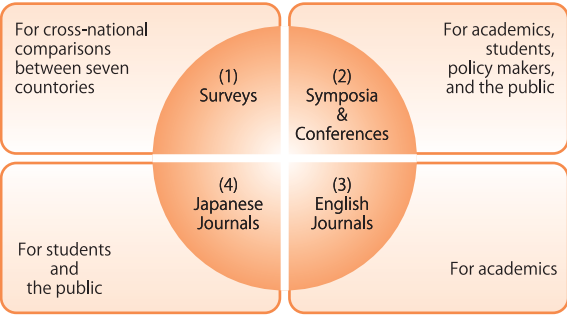 For cross-national
comparisons
between seven
countories
(1)
Surveys
(2)
Symposia
&
Conferences
For academics,
students,
policy makers,
and the public
(4)
Japanese
Journals
For students
and
the public
(3)
English
Journals
For academics